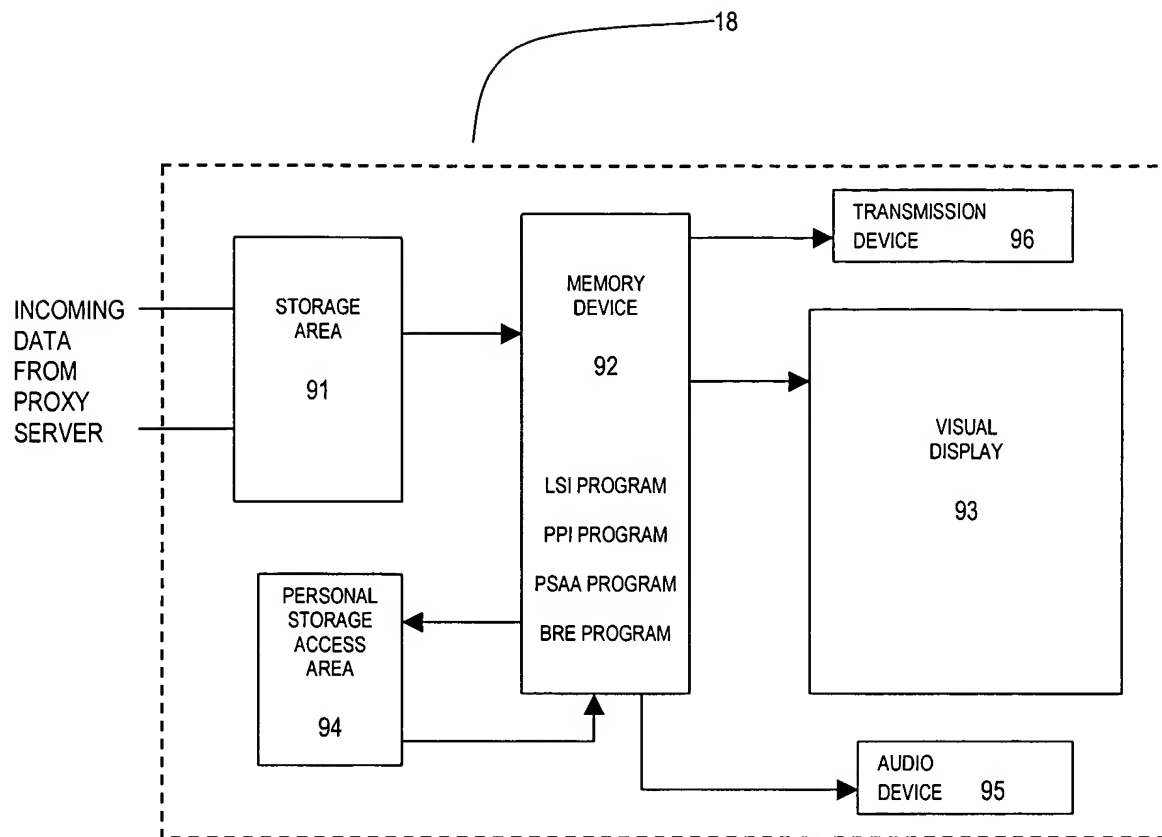 18
INCOMING
DATA
FROM
PROXY
SERVER
STORAGE
AREA
91
PERSONAL
STORAGE
ACCESS
AREA
94
MEMORY
DEVICE
92
LSI PROGRAM
PPI PROGRAM
PSAA PROGRAM
BRE PROGRAM
TRANSMISSION
DEVICE 96
VISUAL
DISPLAY
93
AUDIO
DEVICE 95